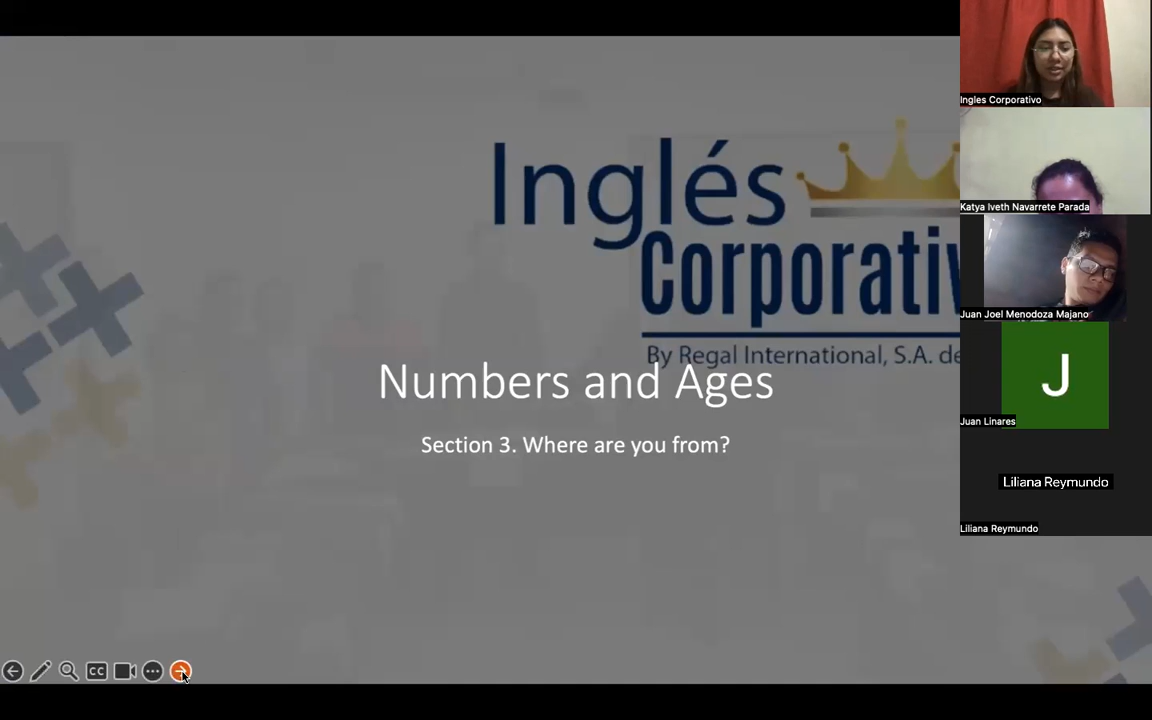 Inglés
Corporativ
By Regal International, S.A. de
Numbers and Ages
Section 3. Where are you from?
Ingles Corporativo
Katya Iveth Navarrete Parada
Juan Joel Menodoza Majano
J
Juan Linares
Liliana Reymundo
Liliana Reymundo
CC